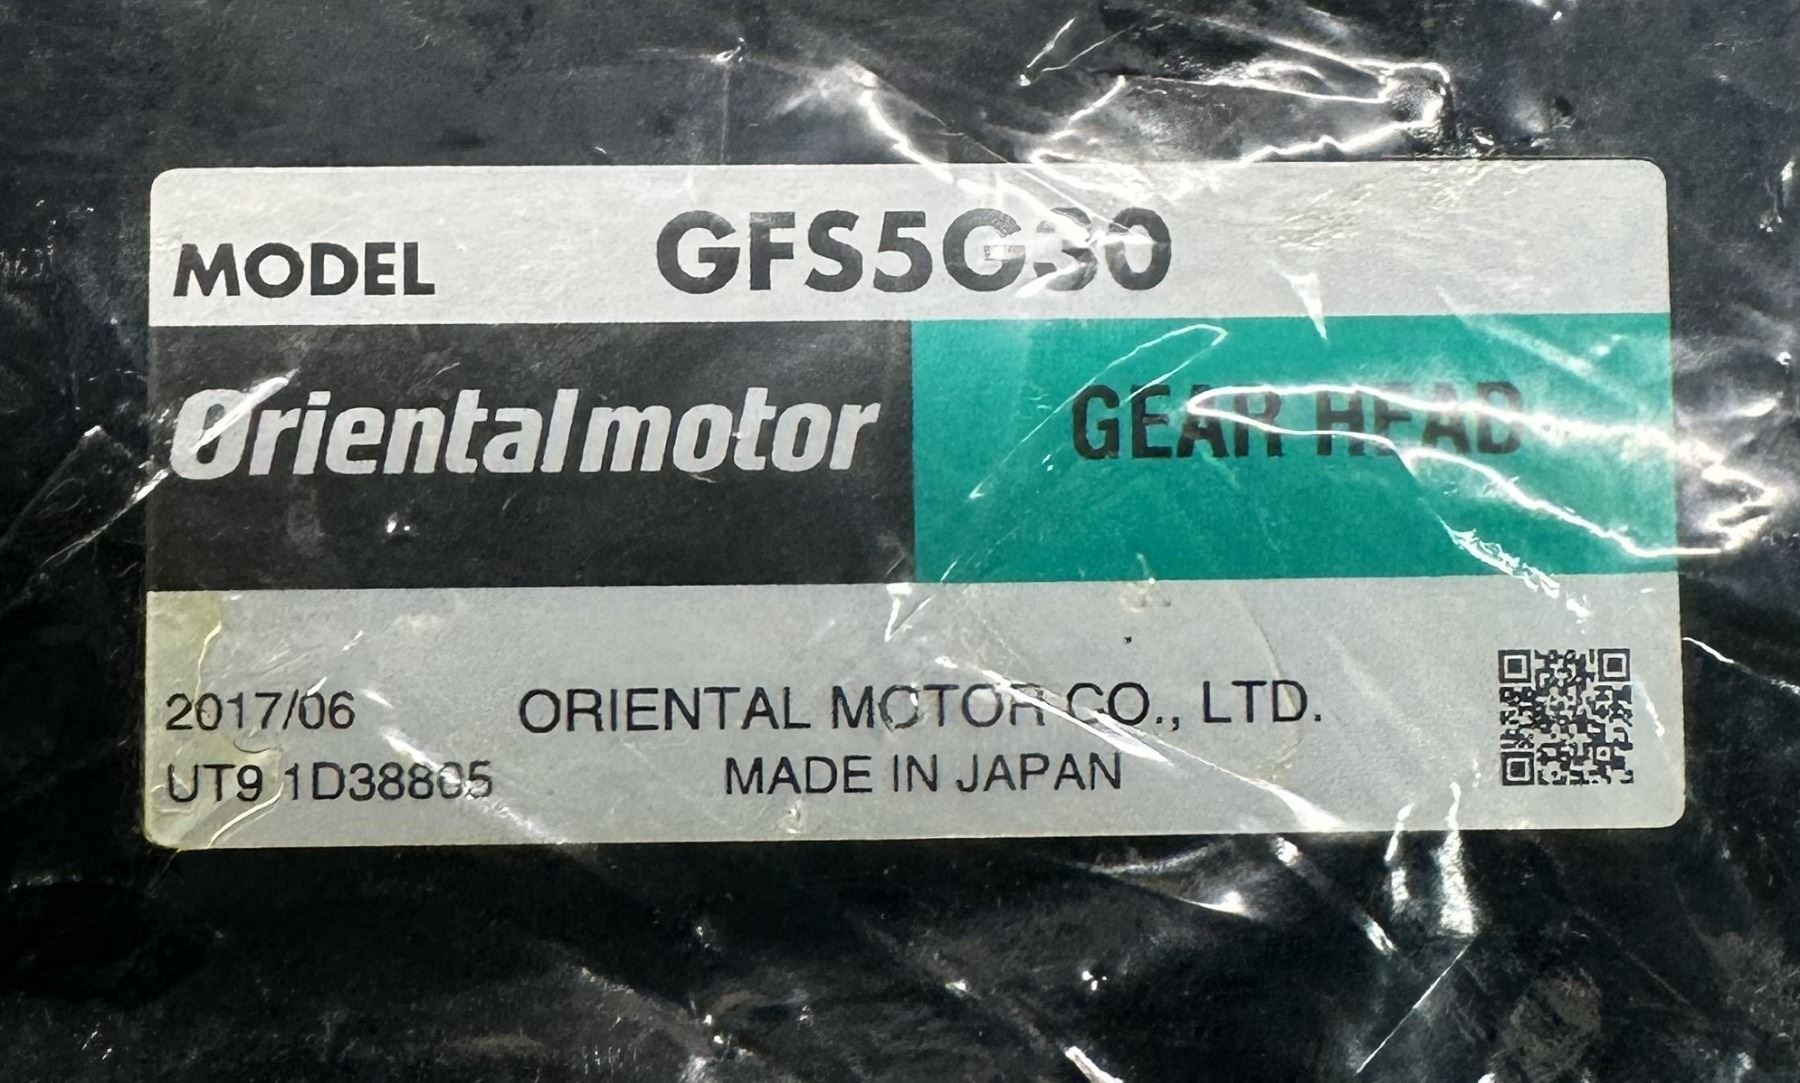 MODEL GFS5G30
Orientalmotor GEAR HEAD
2017/06 ORIENTAL MOTOR CO., LTD.
UT9 1D38805 MADE IN JAPAN